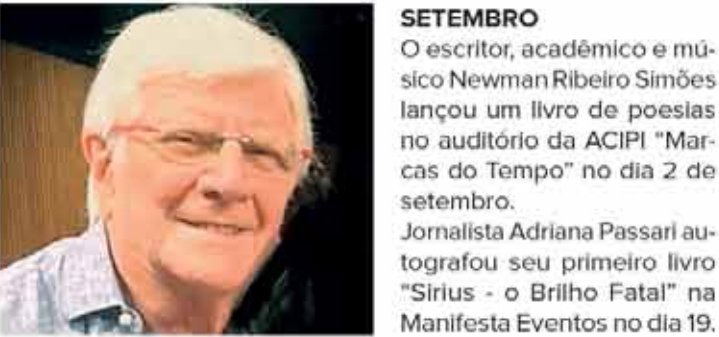 SETEMBRO
O escritor, acadêmico e mú-
sico Newman Ribeiro Simões
lançou um livro de poesias
no auditório da ACIPI "Mar-
cas do Tempo" no dia 2 de
setembro.
Jornalista Adriana Passari au-
tografou seu primeiro livro
"Sirius - o Brilho Fatal" na
Manifesta Eventos no dia 19.